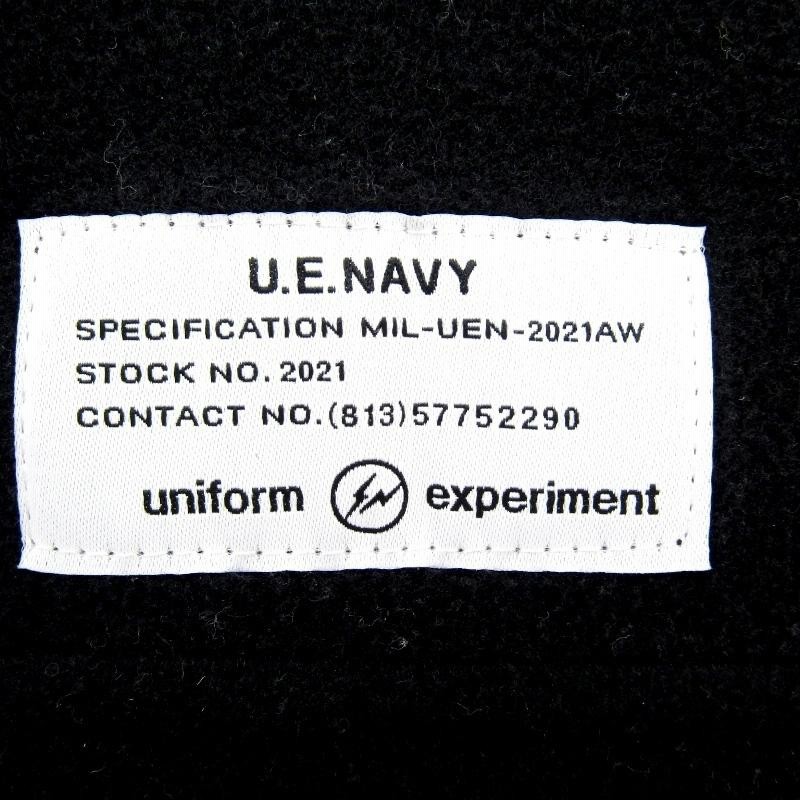 U.E.NAVY
SPECIFICATION MIL-UEN-2021AW
STOCK NO. 2021
CONTACT NO.(813)57752290
uniform experiment